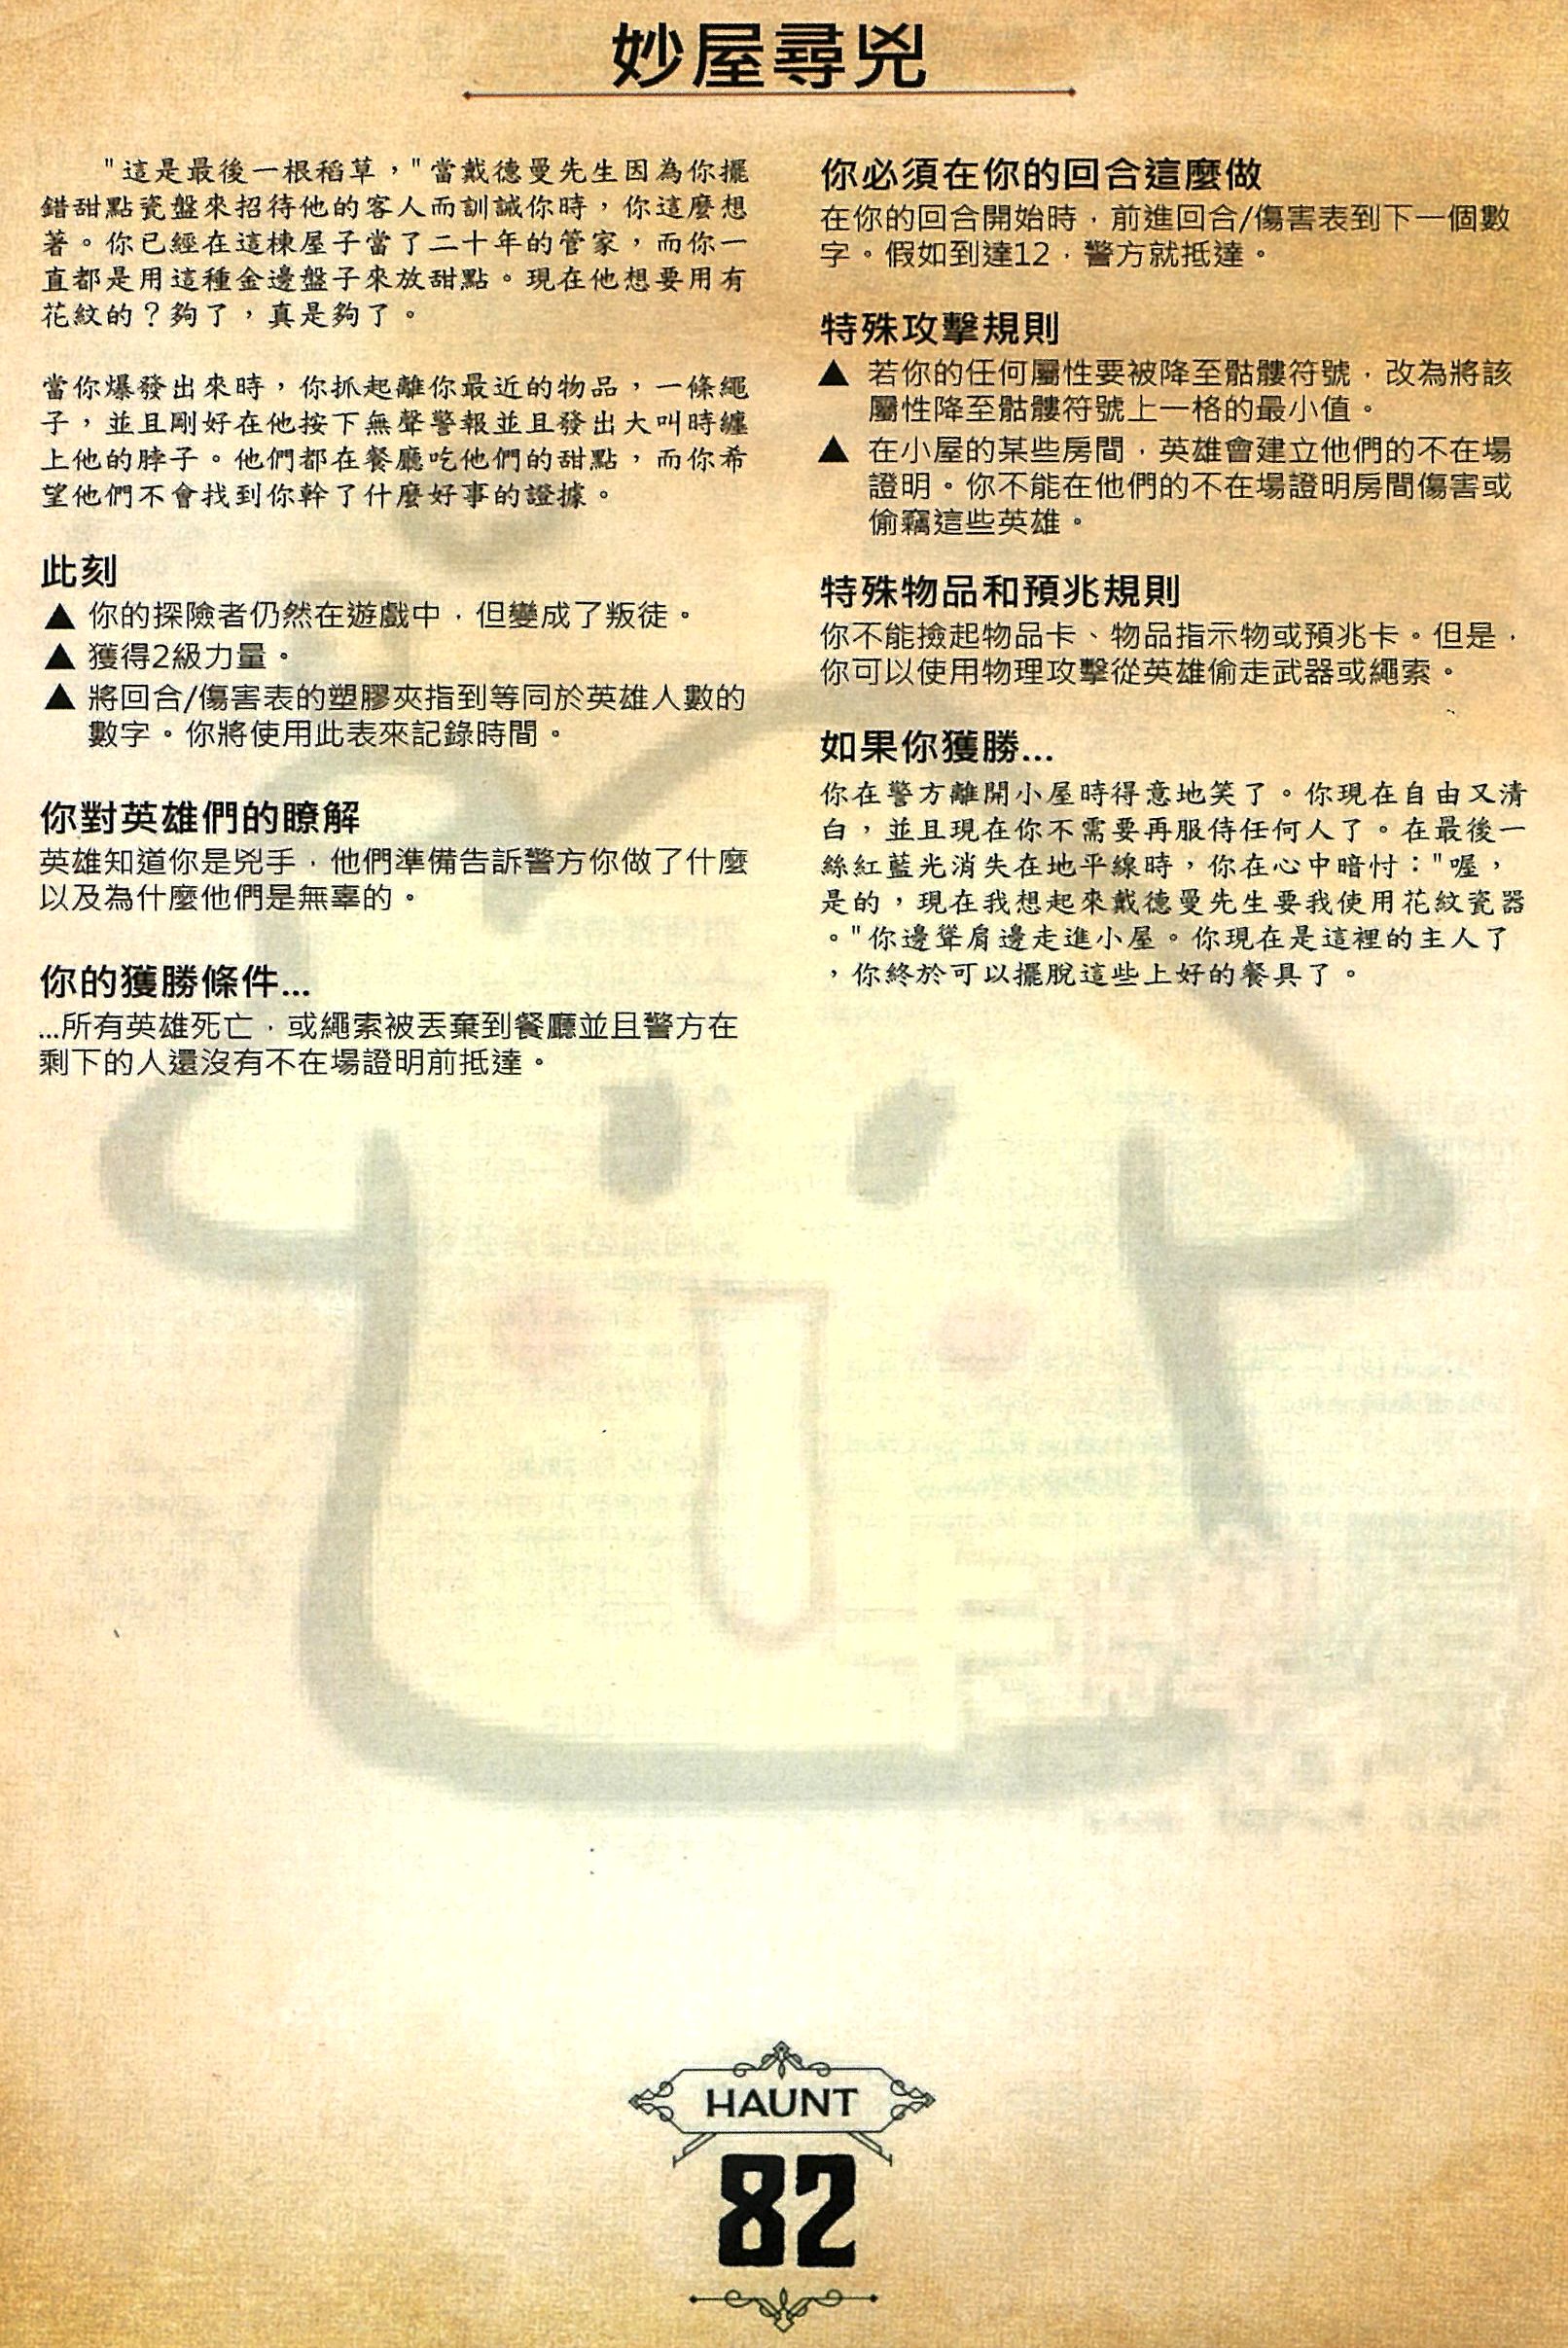 妙屋尋兇
"這是最後一根稻草，"當戴德曼先生因為你擺
錯甜點瓷盤來招待他的客人而訓誡你時，你這麼想
著。你已經在這棟屋子當了二十年的管家，而你一
直都是用這種金邊盤子來放甜點。現在他想要用有
花紋的？夠了，真是夠了。
當你爆發出來時，你抓起離你最近的物品，一條繩
子，並且剛好在他按下無聲警報並且發出大叫時纏
上他的脖子。他們都在餐廳吃他們的甜點，而你希
望他們不會找到你幹了什麼好事的證據。
此刻
▲ 你的探險者仍然在遊戲中，但變成了叛徒。
▲ 獲得2級力量。
▲ 將回合/傷害表的塑膠夾指到等同於英雄人數的
數字。你將使用此表來記錄時間。
你對英雄們的瞭解
英雄知道你是兇手，他們準備告訴警方你做了什麼
以及為什麼他們是無辜的。
你的獲勝條件...
...所有英雄死亡，或繩索被丟棄到餐廳並且警方在
剩下的人還沒有不在場證明前抵達。
你必須在你的回合這麼做
在你的回合開始時，前進回合/傷害表到下一個數
字。假如到達12，警方就抵達。
特殊攻擊規則
▲ 若你的任何屬性要被降至骷髏符號，改為將該
屬性降至骷髏符號上一格的最小值。
▲ 在小屋的某些房間，英雄會建立他們的不在場
證明。你不能在他們的不在場證明房間傷害或
偷竊這些英雄。
特殊物品和預兆規則
你不能撿起物品卡、物品指示物或預兆卡。但是，
你可以使用物理攻擊從英雄偷走武器或繩索。
如果你獲勝...
你在警方離開小屋時得意地笑了。你現在自由又清
白，並且現在你不需要再服侍任何人了。在最後一
絲紅藍光消失在地平線時，你在心中暗忖："喔，
是的，現在我想起來戴德曼先生要我使用花紋瓷器
。"你邊聳肩邊走進小屋。你現在是這裡的主人了
，你終於可以擺脫這些上好的餐具了。
HAUNT
82